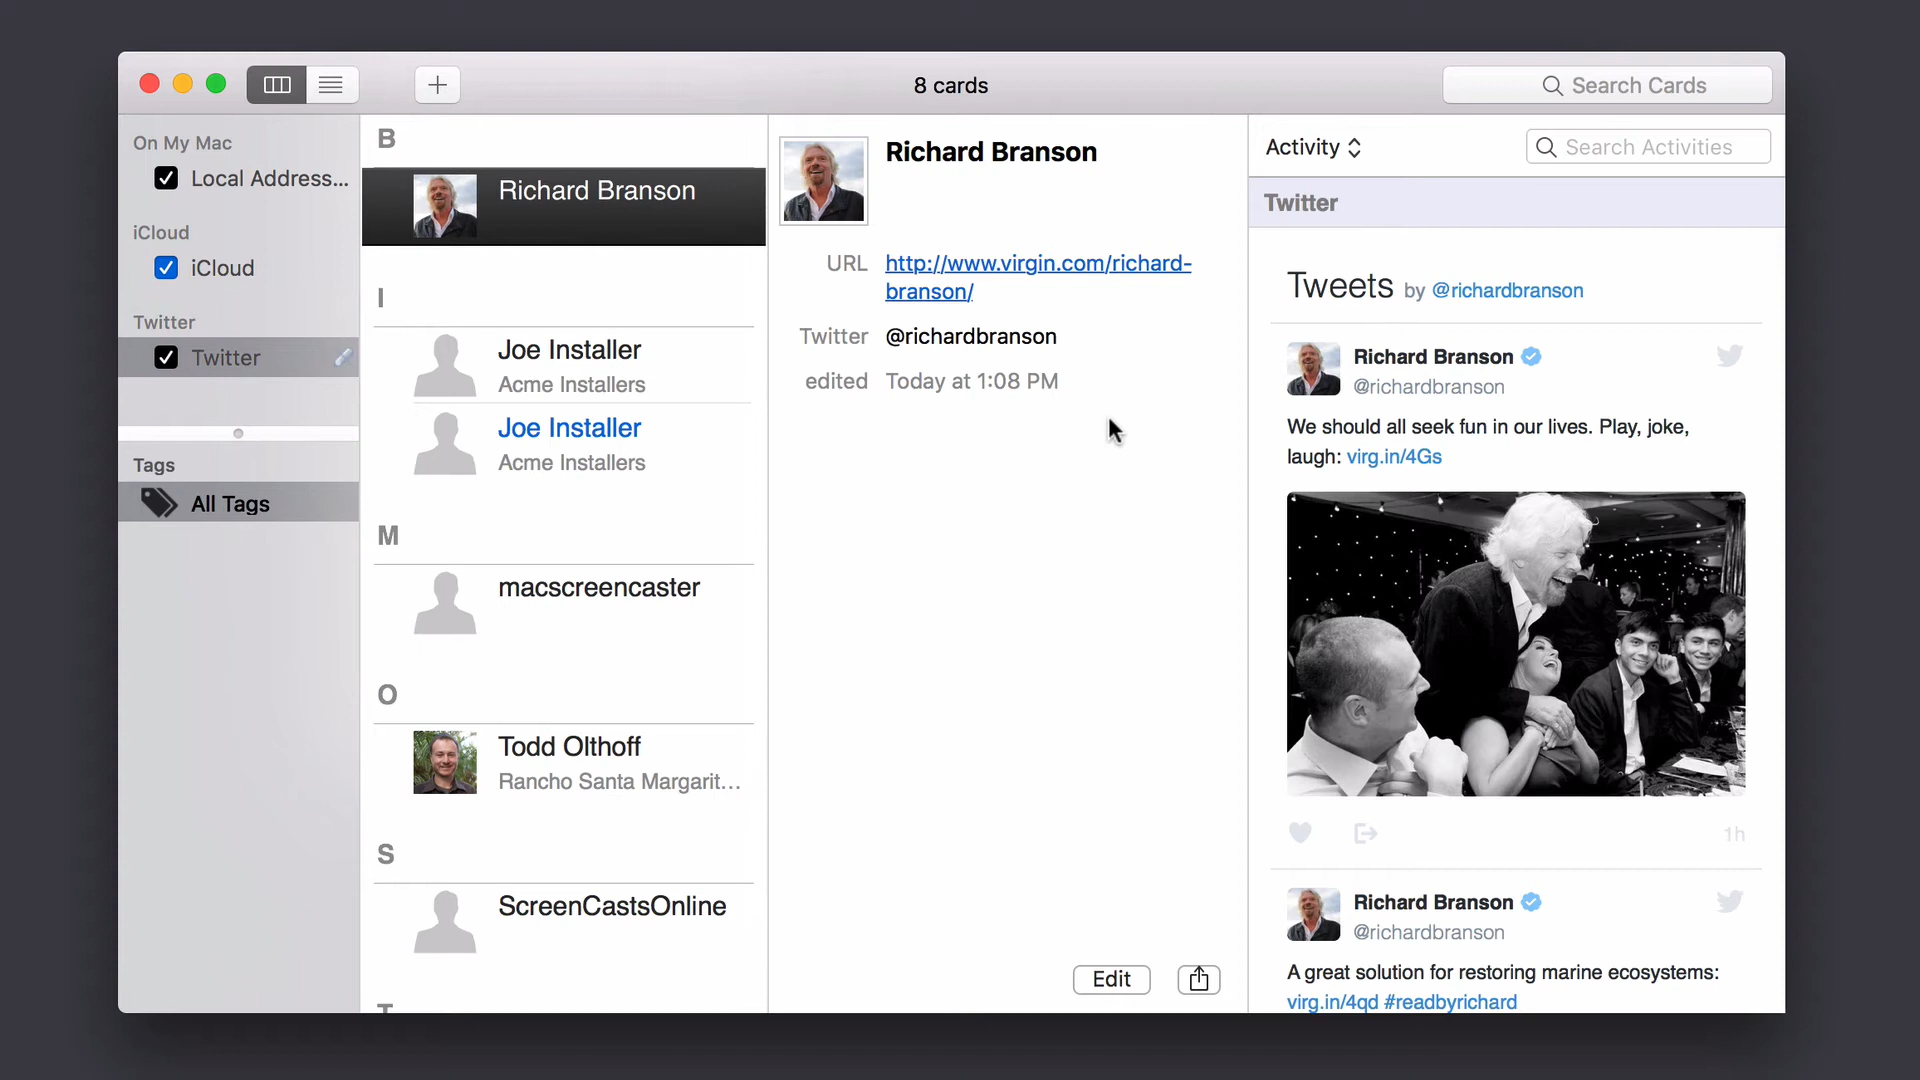 8 cards
Search Cards
On My Mac
Local Address...
iCloud
iCloud
Twitter
Twitter
Tags
All Tags
B
Richard Branson
I
Joe Installer
Acme Installers
Joe Installer
Acme Installers
M
macscreencaster
O
Todd Olthoff
Rancho Santa Margarit...
S
ScreenCastsOnline
Richard Branson
URL http://www.virgin.com/richard-
branson/
Twitter @richardbranson
edited Today at 1:08 PM
Edit
Activity
Search Activities
Twitter
Tweets by @richardbranson
Richard Branson
@richardbranson
We should all seek fun in our lives. Play, joke,
laugh: virg.in/4Gs
1h
Richard Branson
@richardbranson
A great solution for restoring marine ecosystems:
virg.in/4qd #readbyrichard